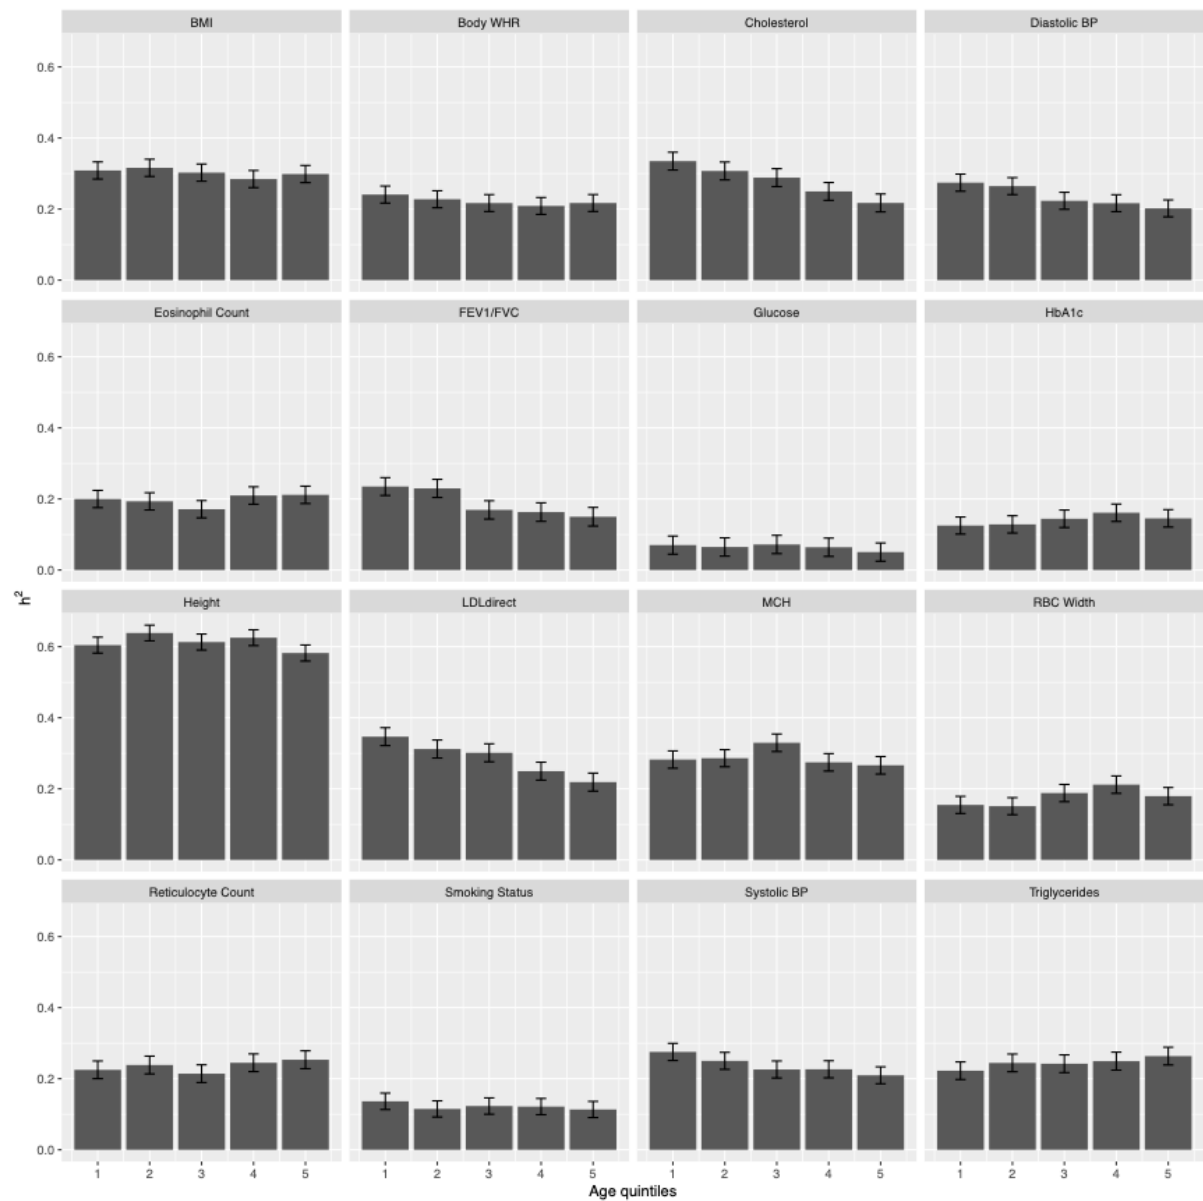 BMI Body WHR Cholesterol Diastolic BP
0.6
0.4
0.2
0.0
Eosinophil Count FEV1/FVC Glucose HbA1c
0.6
0.4
0.2
0.0
h²
Height LDLdirect MCH RBC Width
0.6
0.4
0.2
0.0
Reticulocyte Count Smoking Status Systolic BP Triglycerides
0.6
0.4
0.2
0.0
1 2 3 4 5 1 2 3 4 5 1 2 3 4 5 1 2 3 4 5
Age quintiles